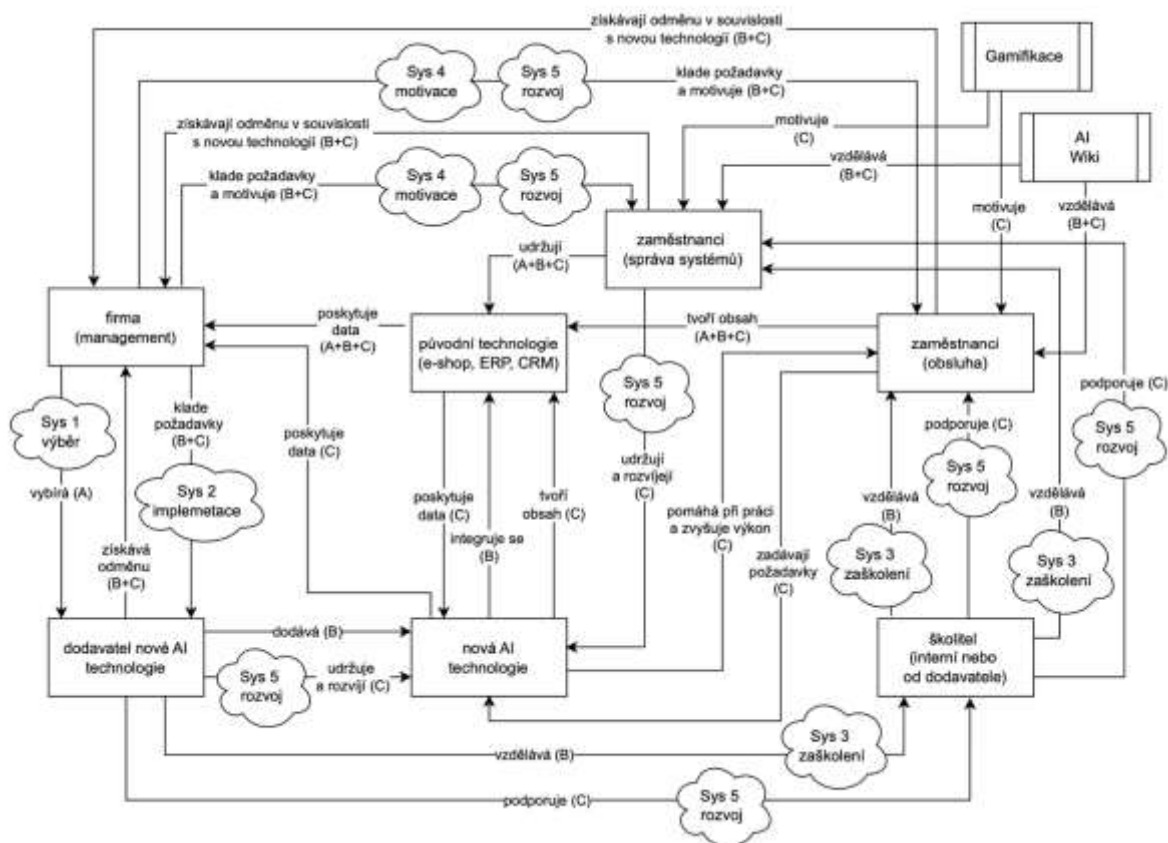 získávají odměnu v souvislosti
s novou technologií (B+C)
Gamifikace
Sys 4
motivace
Sys 5
rozvoj
klade požadavky
a motivuje (B+C)
získávají odměnu v souvislosti
s novou technologií (B+C)
motivuje
(C)
AI
Wiki
vzdělává
(B+C)
klade požadavky
a motivuje (B+C)
Sys 4
motivace
Sys 5
rozvoj
motivuje
(C)
vzdělává
(B+C)
zaměstnanci
(správa systémů)
udržují
(A+B+C)
firma
(management)
poskytuje
data
(A+B+C)
původní technologie
(e-shop, ERP, CRM)
tvoří obsah
(A+B+C)
zaměstnanci
(obsluha)
Sys 5
rozvoj
podporuje (C)
Sys 1
výběr
klade
požadavky
(B+C)
poskytuje
data (C)
podporuje (C)
Sys 5
rozvoj
udržují
a rozvíjejí
(C)
Sys 5
rozvoj
vybírá (A)
Sys 2
implemetace
poskytuje
data (C)
tvoří
obsah (C)
vzdělává
(B)
vzdělává
(B)
pomáhá při práci
a zvyšuje výkon
(C)
integruje se
(B)
získává
odměnu
(B+C)
zadávají
požadavky (C)
Sys 3
zaškolení
Sys 3
zaškolení
dodavatel nové AI
technologie
dodává (B)
nová AI
technologie
školitel
(interní nebo
od dodavatele)
Sys 5
rozvoj
udržuje
a rozvíjí (C)
vzdělává (B)
Sys 3
zaškolení
podporuje (C)
Sys 5
rozvoj